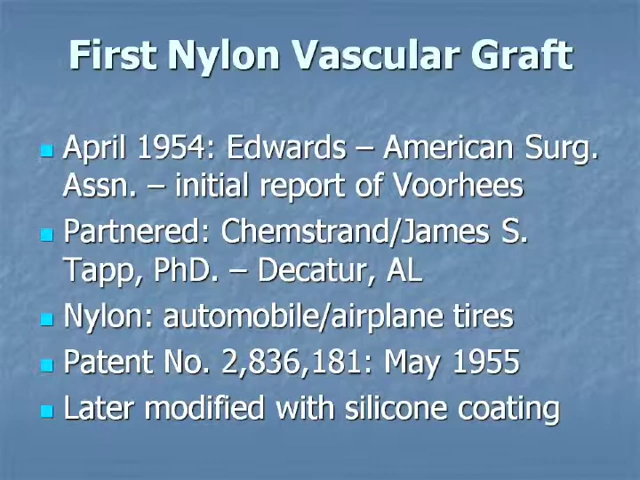 First Nylon Vascular Graft
April 1954: Edwards – American Surg.
Assn. – initial report of Voorhees
Partnered: Chemstrand/James S.
Tapp, PhD. – Decatur, AL
Nylon: automobile/airplane tires
Patent No. 2,836,181: May 1955
Later modified with silicone coating